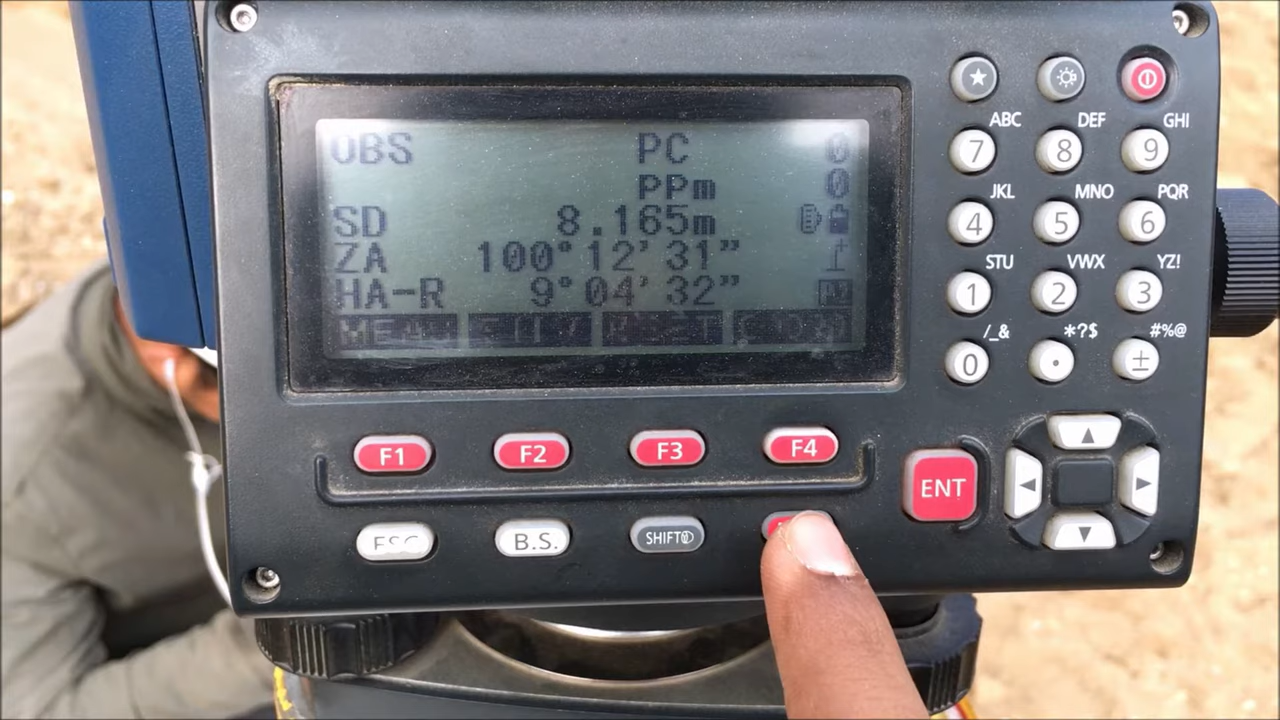 OBS PC 0
ppm 0
SD 8.165m
ZA 100°12'31"
HA-R 9°04'32"
MEAS
F1 F2 F3 F4
ESC B.S. SHIFT
ENT
ABC DEF GHI
7 8 9
JKL MNO PQR
4 5 6
STU VWX YZ!
1 2 3
/_& *?$ #%@
0 . ±